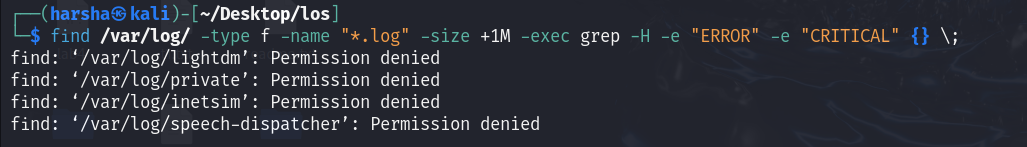 ┌──(harsha㉿kali)-[~/Desktop/los]
└─$ find /var/log/ -type f -name "*.log" -size +1M -exec grep -H -e "ERROR" -e "CRITICAL" {} \;
find: ‘/var/log/lightdm’: Permission denied
find: ‘/var/log/private’: Permission denied
find: ‘/var/log/inetsim’: Permission denied
find: ‘/var/log/speech-dispatcher’: Permission denied